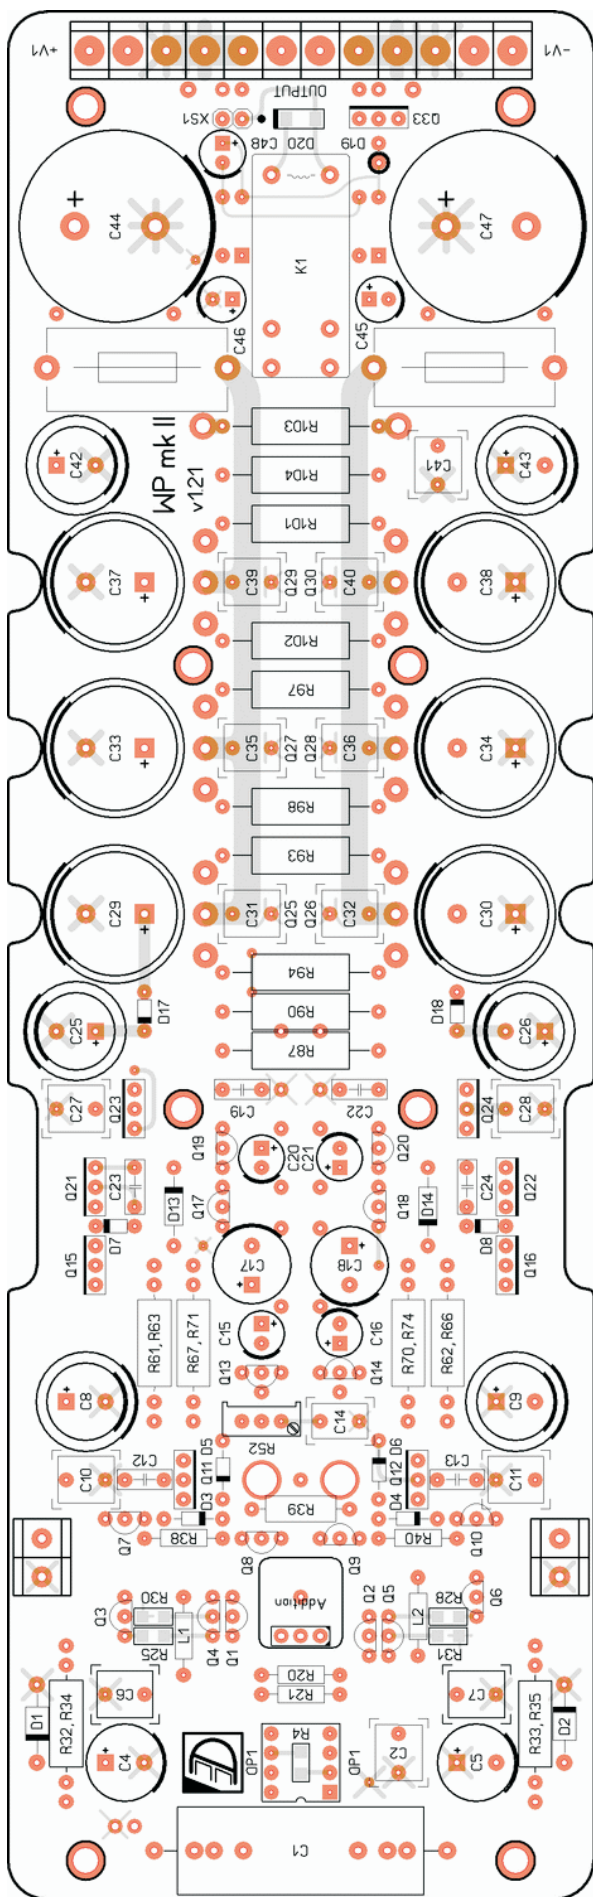 +V1
-V1
OUTPUT
XS1
C48
D20
D19
Q33
C44
C47
K1
C46
C45
WP mk II
v1.21
R103
R104
R101
C42
C41
C43
C37
C39
Q29
Q30
C40
C38
R102
R97
C33
C35
Q27
Q28
C36
C34
R98
R93
C29
C31
Q25
Q26
C32
C30
R94
R90
R87
D17
D18
C25
C26
C27
Q23
C19
C22
Q24
C28
Q19
C20
C21
Q20
Q21
C23
D13
Q17
Q18
D14
C24
Q22
D7
D8
Q15
C17
C18
Q16
R61, R63
R67, R71
C15
C16
R70, R74
R62, R66
Q13
Q14
C8
C9
R52
C14
C10
C12
Q11
D5
D6
Q12
C13
C11
D3
R39
D4
Q7
R38
Q8
Q9
R40
Q10
Q3
R30
R25
L1
Q4
Q1
Addition
Q2
Q5
L2
R28
R31
Q6
R20
R21
D1
R32, R34
C6
C7
R33, R35
D2
C4
OP1
R4
OP1
C2
C5
C1